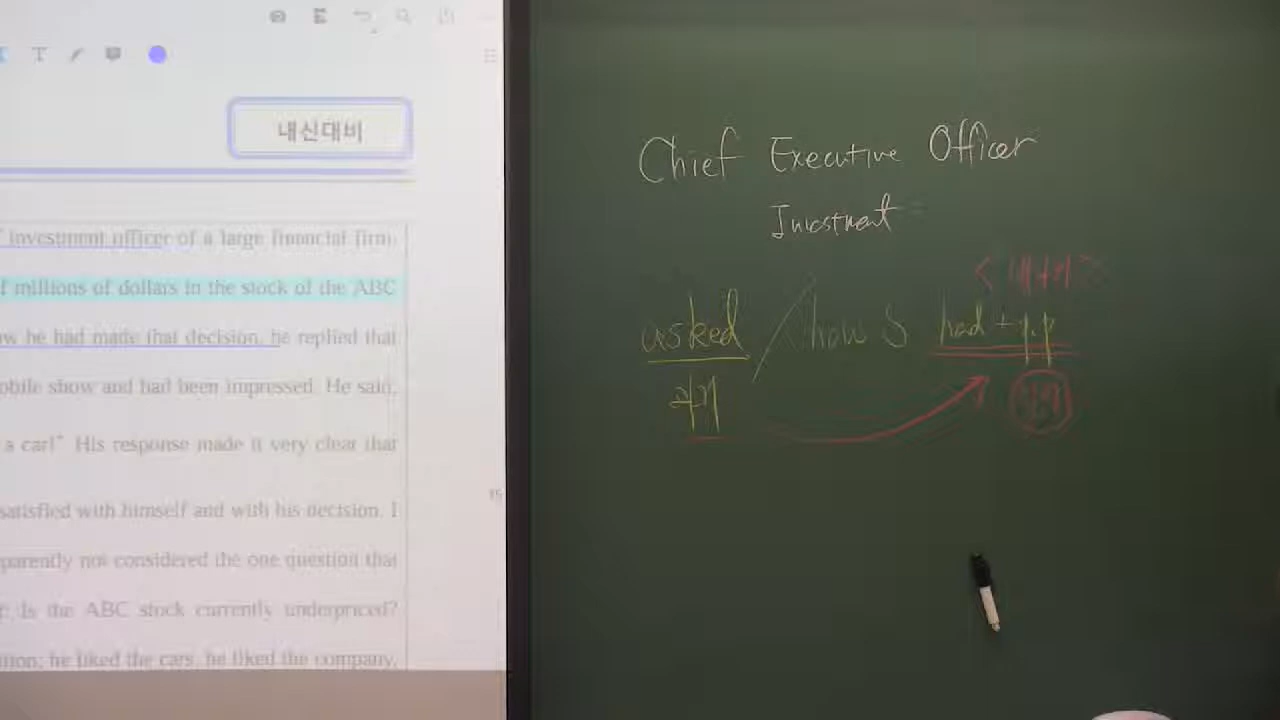 내신대비
investment officer of a large financial firm.
f millions of dollars in the stock of the ABC
w he had made that decision, he replied that
obile show and had been impressed. He said,
a car!" His response made it very clear that
satisfied with himself and with his decision. I
parently not considered the one question that
r: Is the ABC stock currently underpriced?
tion; he liked the cars, he liked the company,
15
Chief Executive Officer
Investment
asked / how S had + p.p
과거